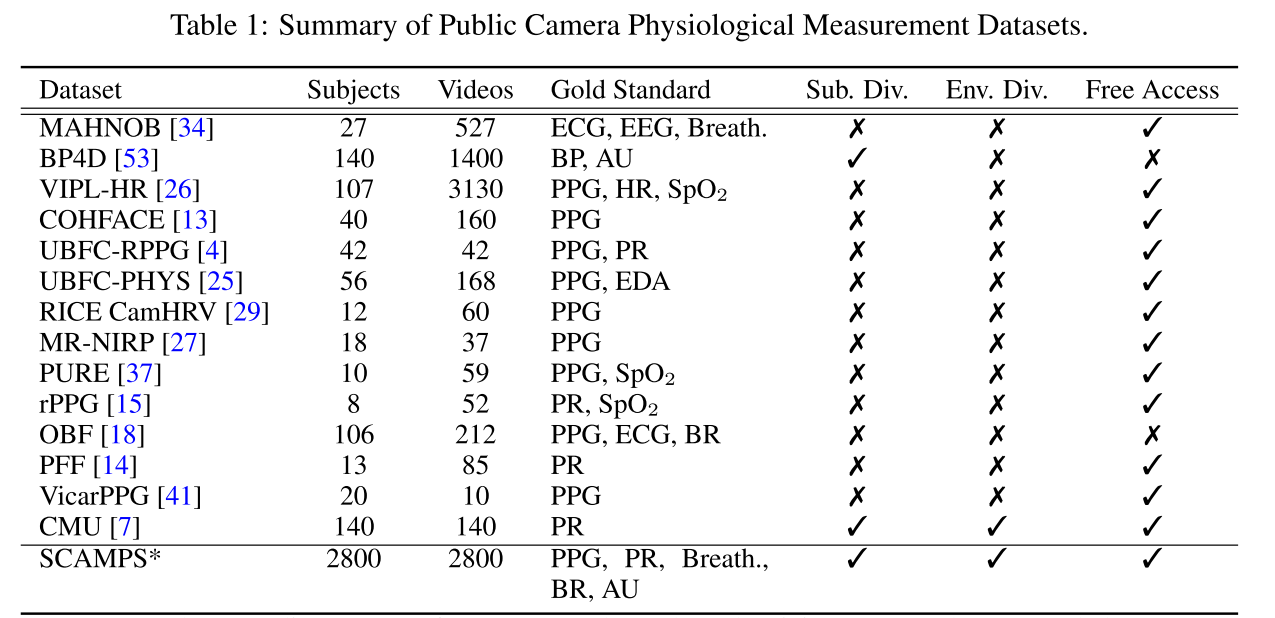 Table 1: Summary of Public Camera Physiological Measurement Datasets.
Dataset Subjects Videos Gold Standard Sub. Div. Env. Div. Free Access
MAHNOB [34] 27 527 ECG, EEG, Breath. ✗ ✗ ✓
BP4D [53] 140 1400 BP, AU ✓ ✗ ✗
VIPL-HR [26] 107 3130 PPG, HR, SpO₂ ✗ ✗ ✓
COHFACE [13] 40 160 PPG ✗ ✗ ✓
UBFC-RPPG [4] 42 42 PPG, PR ✗ ✗ ✓
UBFC-PHYS [25] 56 168 PPG, EDA ✗ ✗ ✓
RICE CamHRV [29] 12 60 PPG ✗ ✗ ✓
MR-NIRP [27] 18 37 PPG ✗ ✗ ✓
PURE [37] 10 59 PPG, SpO₂ ✗ ✗ ✓
rPPG [15] 8 52 PR, SpO₂ ✗ ✗ ✓
OBF [18] 106 212 PPG, ECG, BR ✗ ✗ ✗
PFF [14] 13 85 PR ✗ ✗ ✓
VicarPPG [41] 20 10 PPG ✗ ✗ ✓
CMU [7] 140 140 PR ✓ ✓ ✓
SCAMPS* 2800 2800 PPG, PR, Breath., ✓ ✓ ✓
BR, AU